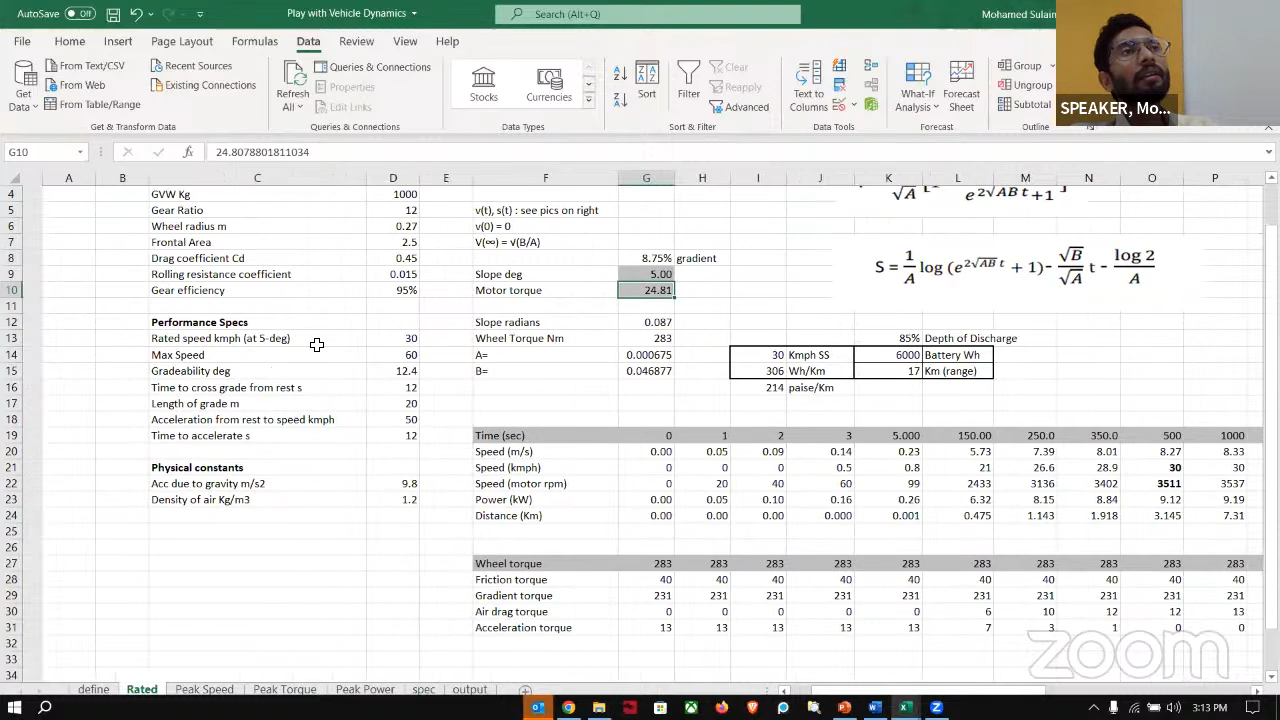 AutoSave Off Play with Vehicle Dynamics Search (Alt+Q) Mohamed Sulain
File Home Insert Page Layout Formulas Data Review View Help
Get Data From Text/CSV From Web From Table/Range Recent Sources Existing Connections
Refresh All Queries & Connections Properties Edit Links
Stocks Currencies Sort Filter Clear Reapply Advanced
Text to Columns What-If Analysis Forecast Sheet Group Ungroup Subtotal
Get & Transform Data Queries & Connections Data Types Sort & Filter Data Tools Forecast Outline
SPEAKER, Mo...
G10 fx 24.8078801811034
A B C D E F G H I J K L M N O P
4 GVW Kg 1000
5 Gear Ratio 12 v(t), s(t) : see pics on right
6 Wheel radius m 0.27 v(0) = 0
7 Frontal Area 2.5 V(∞) = √(B/A)
8 Drag coefficient Cd 0.45 8.75% gradient
9 Rolling resistance coefficient 0.015 Slope deg 5.00
10 Gear efficiency 95% Motor torque 24.81
√A e^2√AB t +1
S = 1/A log (e^2√AB t + 1)- √B/√A t - log 2/A
11
12 Performance Specs Slope radians 0.087
13 Rated speed kmph (at 5-deg) 30 Wheel Torque Nm 283 85% Depth of Discharge
14 Max Speed 60 A= 0.000675 30 Kmph SS 6000 Battery Wh
15 Gradeability deg 12.4 B= 0.046877 306 Wh/Km 17 Km (range)
16 Time to cross grade from rest s 12 214 paise/Km
17 Length of grade m 20
18 Acceleration from rest to speed kmph 50
19 Time to accelerate s 12 Time (sec) 0 1 2 3 5.000 150.00 250.0 350.0 500 1000
20 Speed (m/s) 0.00 0.05 0.09 0.14 0.23 5.73 7.39 8.01 8.27 8.33
21 Physical constants Speed (kmph) 0 0 0 0.5 0.8 21 26.6 28.9 30 30
22 Acc due to gravity m/s2 9.8 Speed (motor rpm) 0 20 40 60 99 2433 3136 3402 3511 3537
23 Density of air Kg/m3 1.2 Power (kW) 0.00 0.05 0.10 0.16 0.26 6.32 8.15 8.84 9.12 9.19
24 Distance (Km) 0.00 0.00 0.00 0.000 0.001 0.475 1.143 1.918 3.145 7.31
25
26
27 Wheel torque 283 283 283 283 283 283 283 283 283 283
28 Friction torque 40 40 40 40 40 40 40 40 40 40
29 Gradient torque 231 231 231 231 231 231 231 231 231 231
30 Air drag torque 0 0 0 0 0 6 10 12 12 13
31 Acceleration torque 13 13 13 13 13 7 3 1 0 0
32
33
34
zoom
define Rated Peak Speed Peak Torque Peak Power spec output
3:13 PM